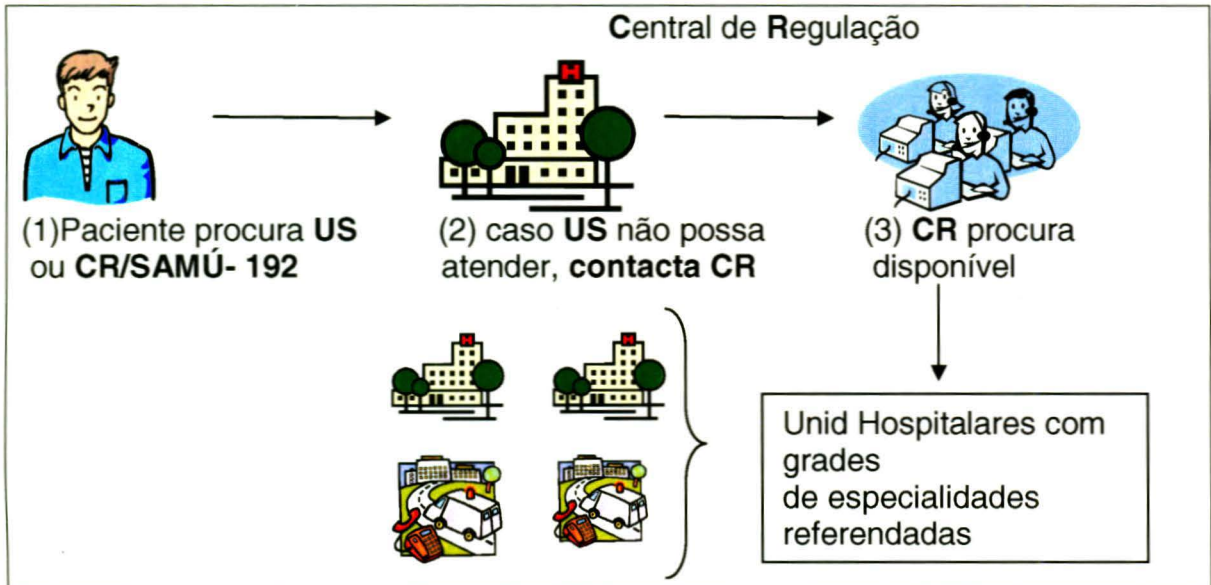 Central de Regulação
(1)Paciente procura US
ou CR/SAMÚ- 192
(2) caso US não possa
atender, contacta CR
(3) CR procura
disponível
Unid Hospitalares com
grades
de especialidades
referendadas